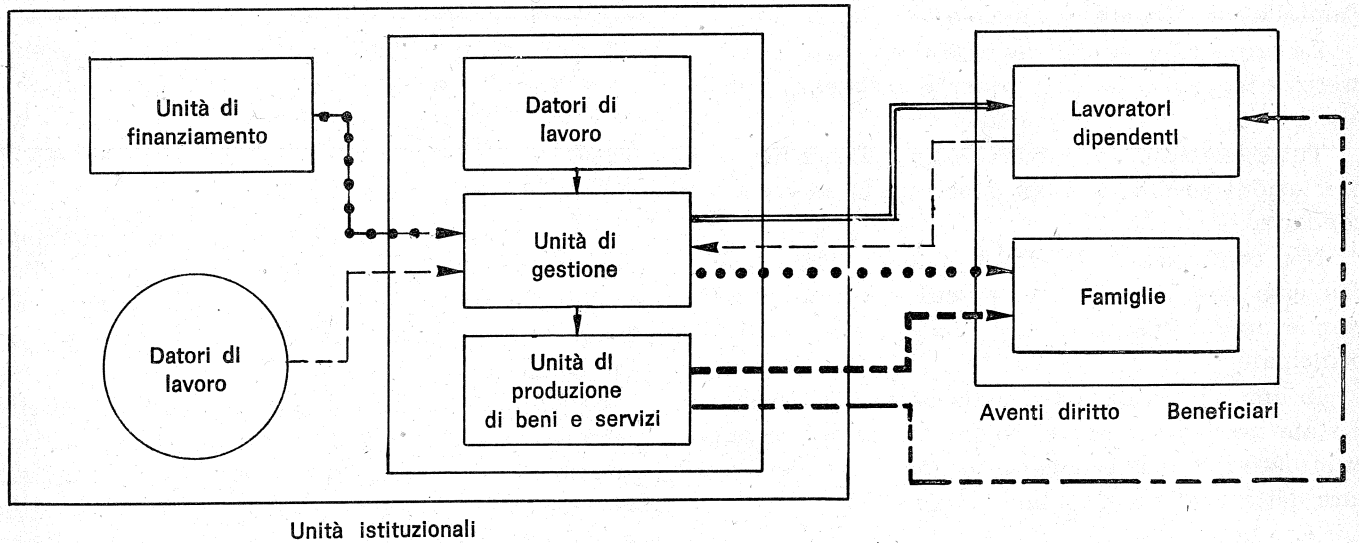 Unità di
finanziamento
Datori di
lavoro
Lavoratori
dipendenti
Unità di
gestione
Famiglie
Datori di
lavoro
Unità di
produzione
di beni e servizi
Aventi diritto Beneficiari
Unità istituzionali